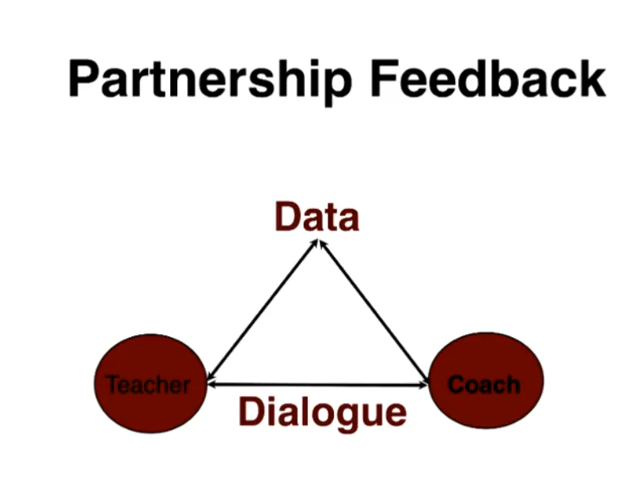 Partnership Feedback
Data
Teacher
Coach
Dialogue